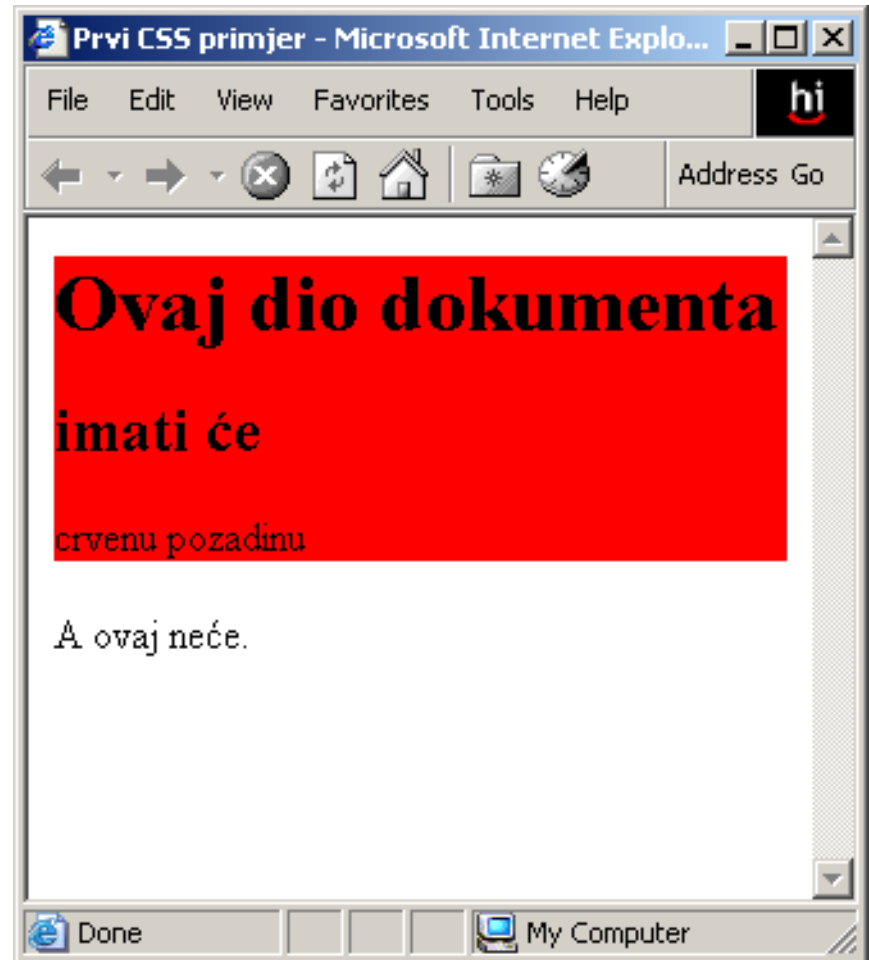 Prvi CSS primjer - Microsoft Internet Explo...
File Edit View Favorites Tools Help
hi
Address Go
Ovaj dio dokumenta
imati će
crvenu pozadinu
A ovaj neće.
Done My Computer